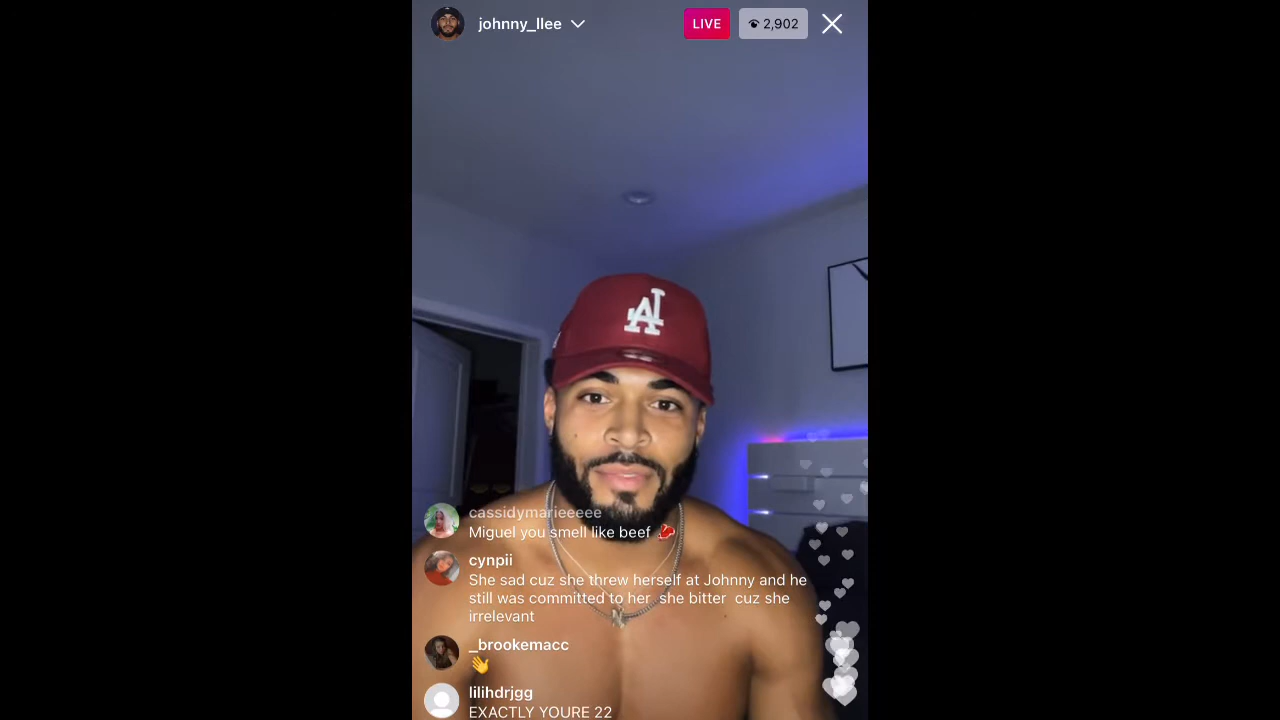 johnny_llee
LIVE
2,902
LA
cassidymarieeeee
Miguel you smell like beef
cynpii
She sad cuz she threw herself at Johnny and he
still was committed to her she bitter cuz she
irrelevant
_brookemacc
lilihdrjgg
EXACTLY YOURE 22